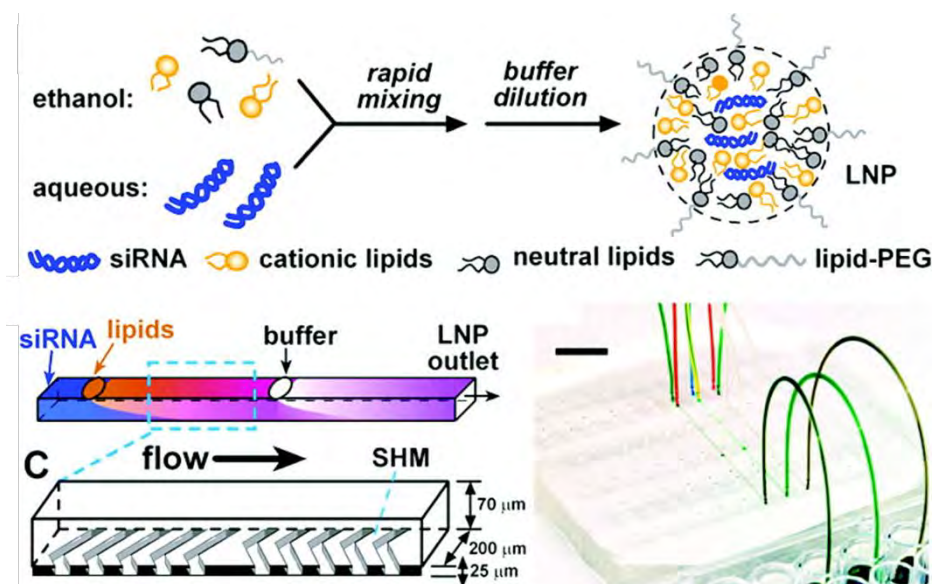 ethanol:
rapid
mixing
buffer
dilution
aqueous:
LNP
siRNA cationic lipids neutral lipids lipid-PEG
siRNA
lipids
buffer
LNP
outlet
C
flow
SHM
70 μm
200 μm
25 μm